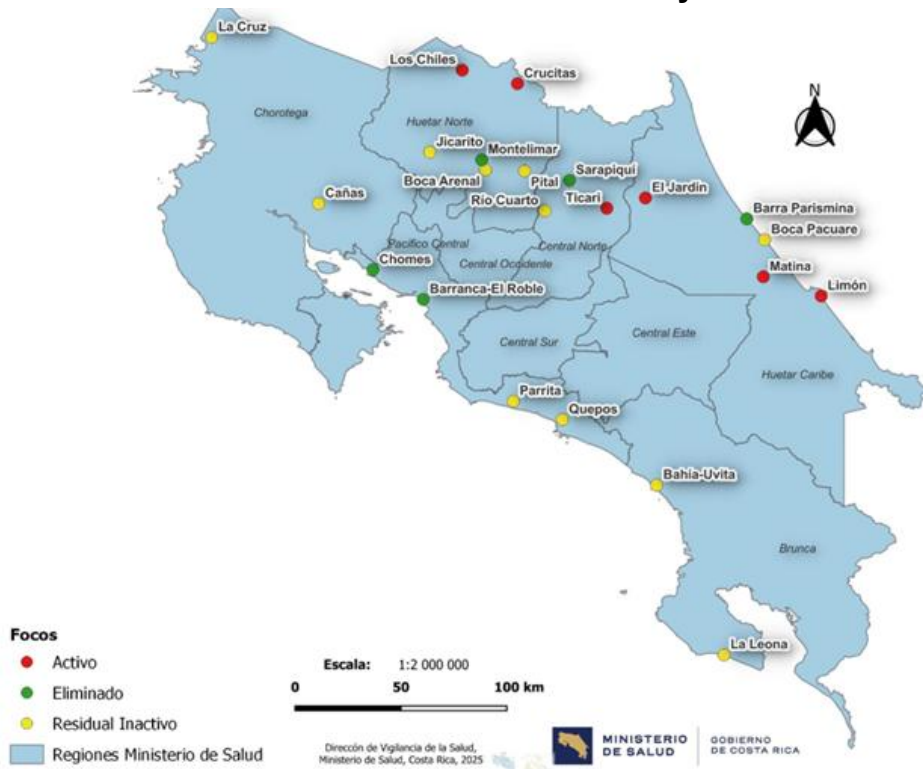 La Cruz
Los Chiles
Crucitas
N
Chorotega
Huetar Norte
Jicarito
Montelimar
Boca Arenal
Pital
Sarapiquí
Cañas
Río Cuarto
Ticari
El Jardín
Barra Parismina
Boca Pacuare
Pacífico Central
Central Norte
Chomes
Central Occidente
Matina
Limón
Barranca-El Roble
Central Sur
Central Este
Huetar Caribe
Parrita
Quepos
Bahía-Uvita
Brunca
La Leona
Focos
Activo
Eliminado
Residual Inactivo
Regiones Ministerio de Salud
Escala: 1:2 000 000
0 50 100 km
Direccón de Vigilancia de la Salud,
Ministerio de Salud, Costa Rica, 2025
MINISTERIO
DE SALUD
GOBIERNO
DE COSTA RICA